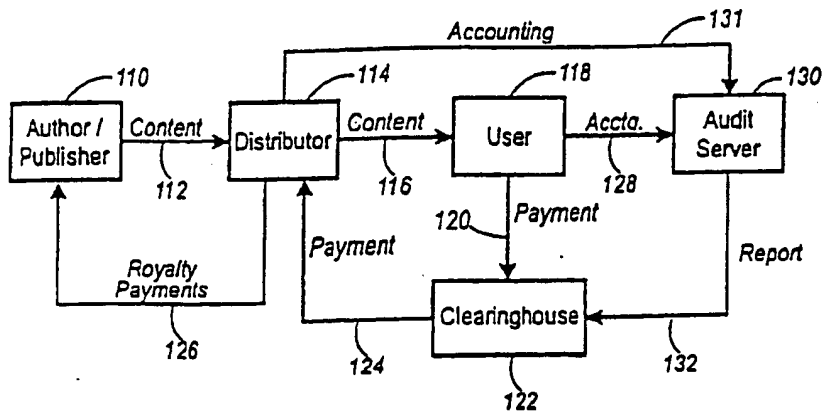 Accounting
131
110
114
118
130
Author /
Publisher
Content
112
Distributor
Content
116
User
Accta.
128
Audit
Server
120
Payment
Payment
Report
Royalty
Payments
126
124
Clearinghouse
122
132